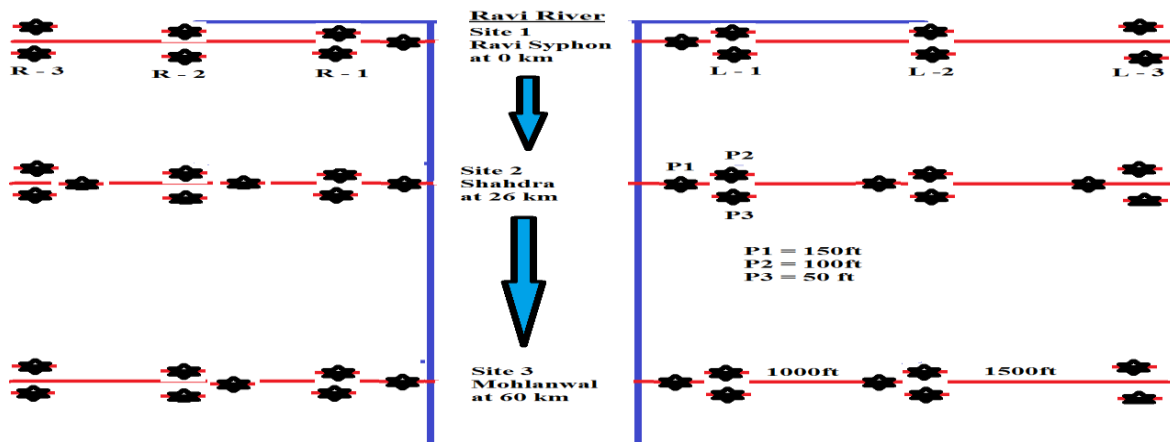 Ravi River
Site 1
Ravi Syphon
at 0 km
R - 3
R - 2
R - 1
L - 1
L -2
L - 3
Site 2
Shahdra
at 26 km
P1
P2
P3
P1 = 150ft
P2 = 100ft
P3 = 50 ft
Site 3
Mohlanwal
at 60 km
1000ft
1500ft